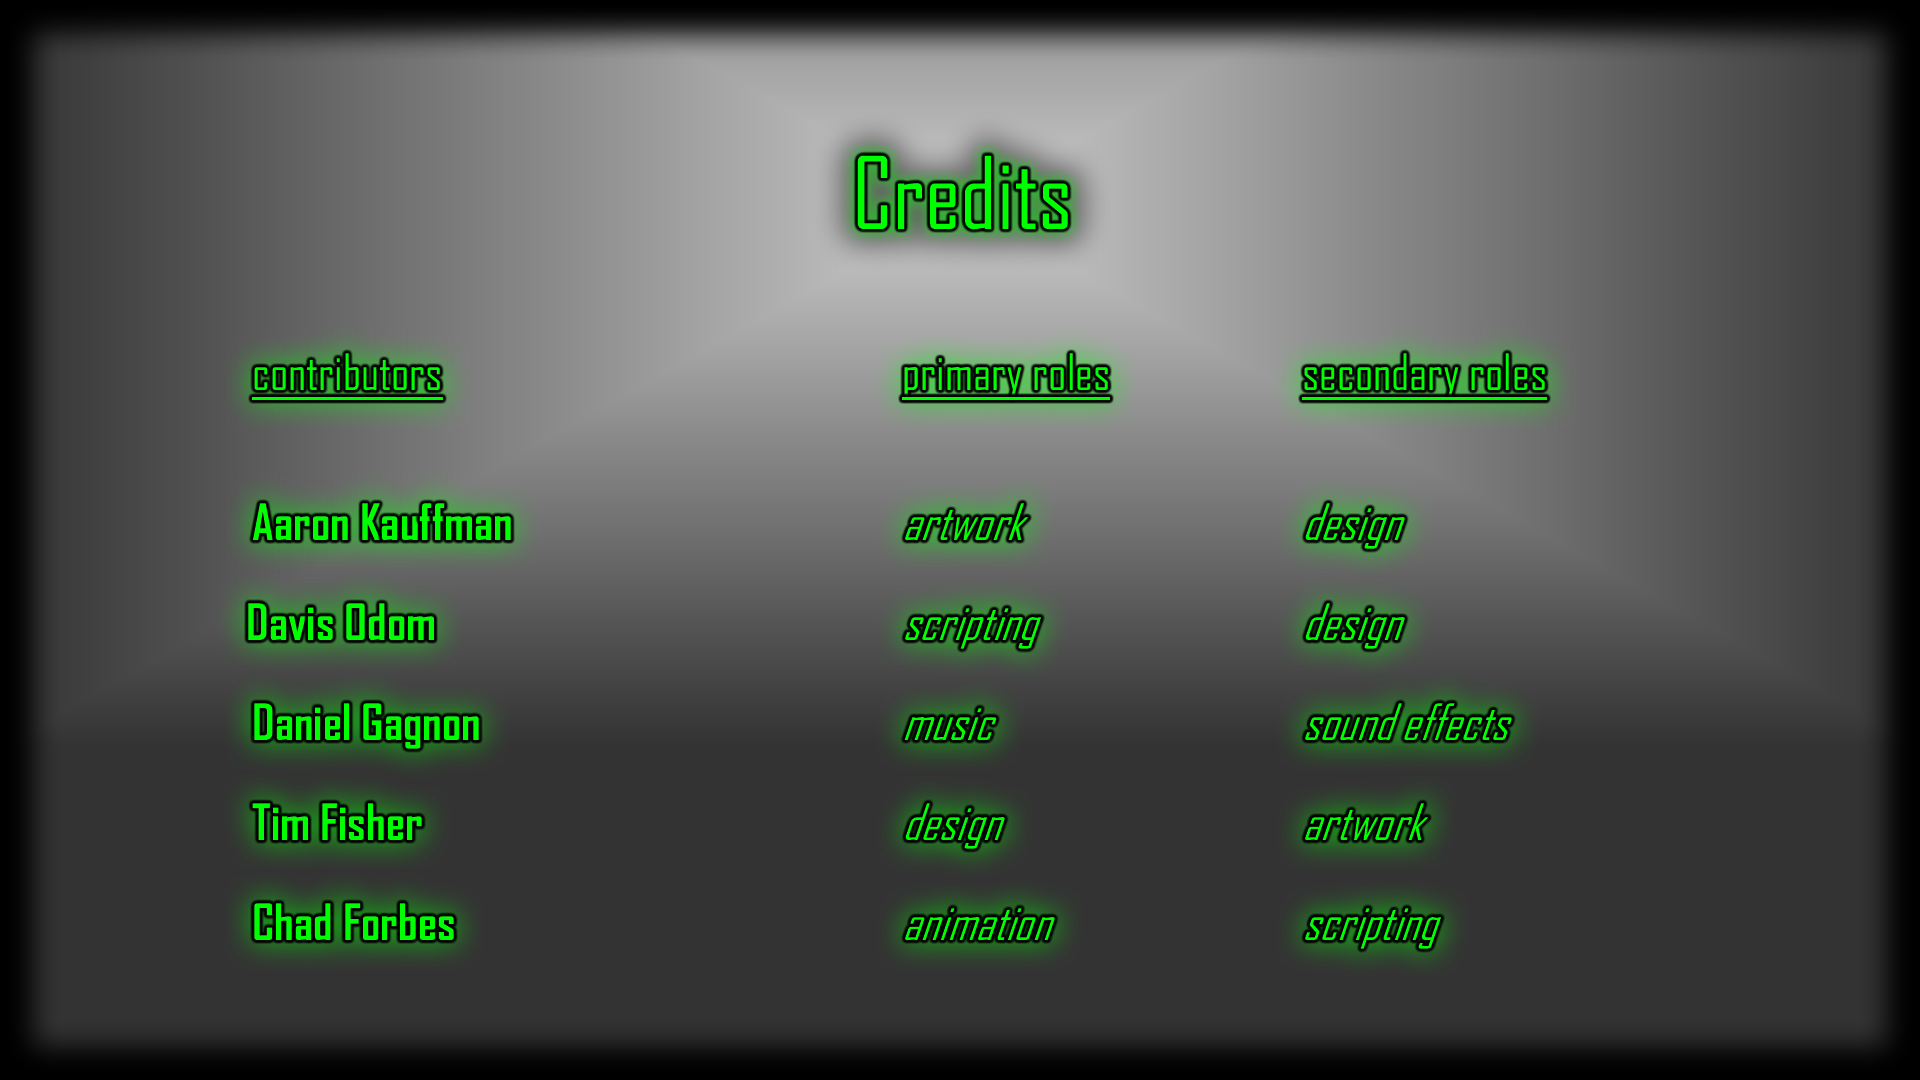 Credits
contributors primary roles secondary roles
Aaron Kauffman artwork design
Davis Odom scripting design
Daniel Gagnon music sound effects
Tim Fisher design artwork
Chad Forbes animation scripting